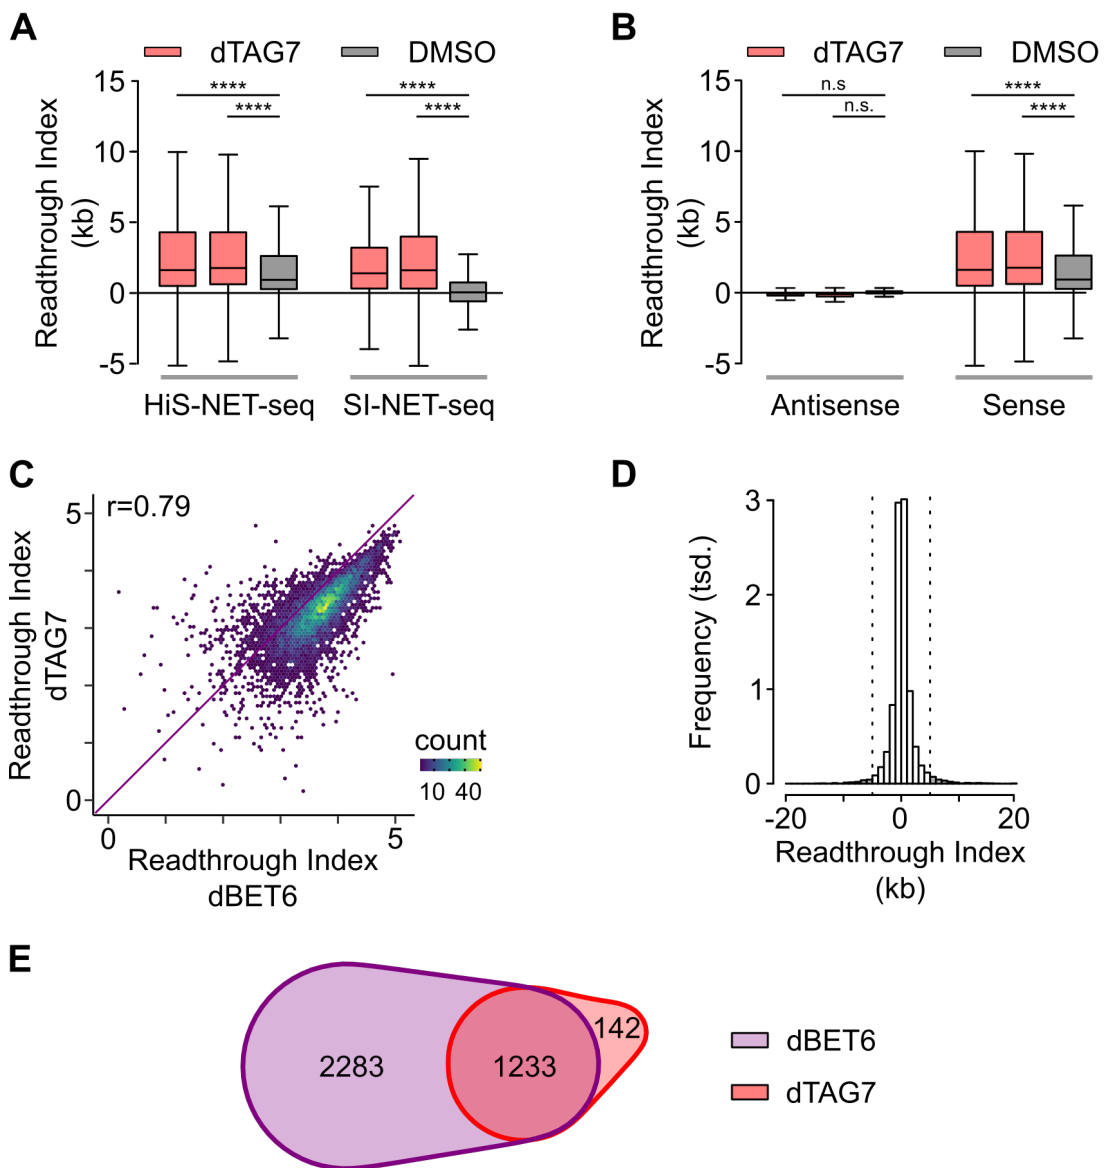 A
dTAG7 DMSO
Readthrough Index
(kb)
15
10
5
0
-5
****
****
****
****
HiS-NET-seq SI-NET-seq
B
dTAG7 DMSO
Readthrough Index
(kb)
15
10
5
0
-5
n.s
n.s.
****
****
Antisense Sense
C
r=0.79
Readthrough Index
dTAG7
5
0
count
10 40
0 5
Readthrough Index
dBET6
D
Frequency (tsd.)
3
2
1
0
-20 0 20
Readthrough Index
(kb)
E
2283 1233 142
dBET6
dTAG7